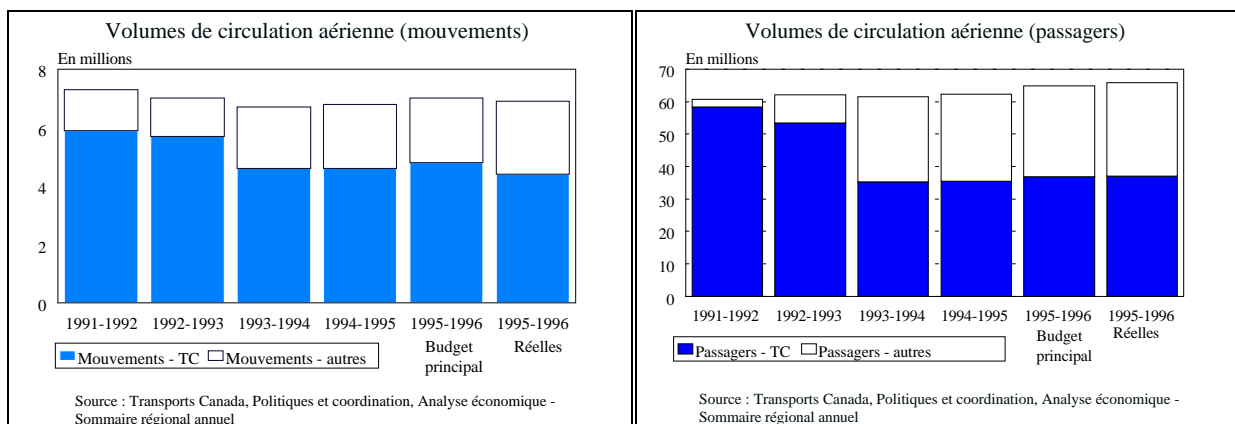 Volumes de circulation aérienne (mouvements)
En millions
8
6
4
2
0
1991-1992 1992-1993 1993-1994 1994-1995 1995-1996 1995-1996
Budget Réelles
principal
Mouvements - TC Mouvements - autres
Source : Transports Canada, Politiques et coordination, Analyse économique -
Sommaire régional annuel
Volumes de circulation aérienne (passagers)
En millions
70
60
50
40
30
20
10
0
1991-1992 1992-1993 1993-1994 1994-1995 1995-1996 1995-1996
Budget Réelles
principal
Passagers - TC Passagers - autres
Source : Transports Canada, Politiques et coordination, Analyse économique -
Sommaire régional annuel